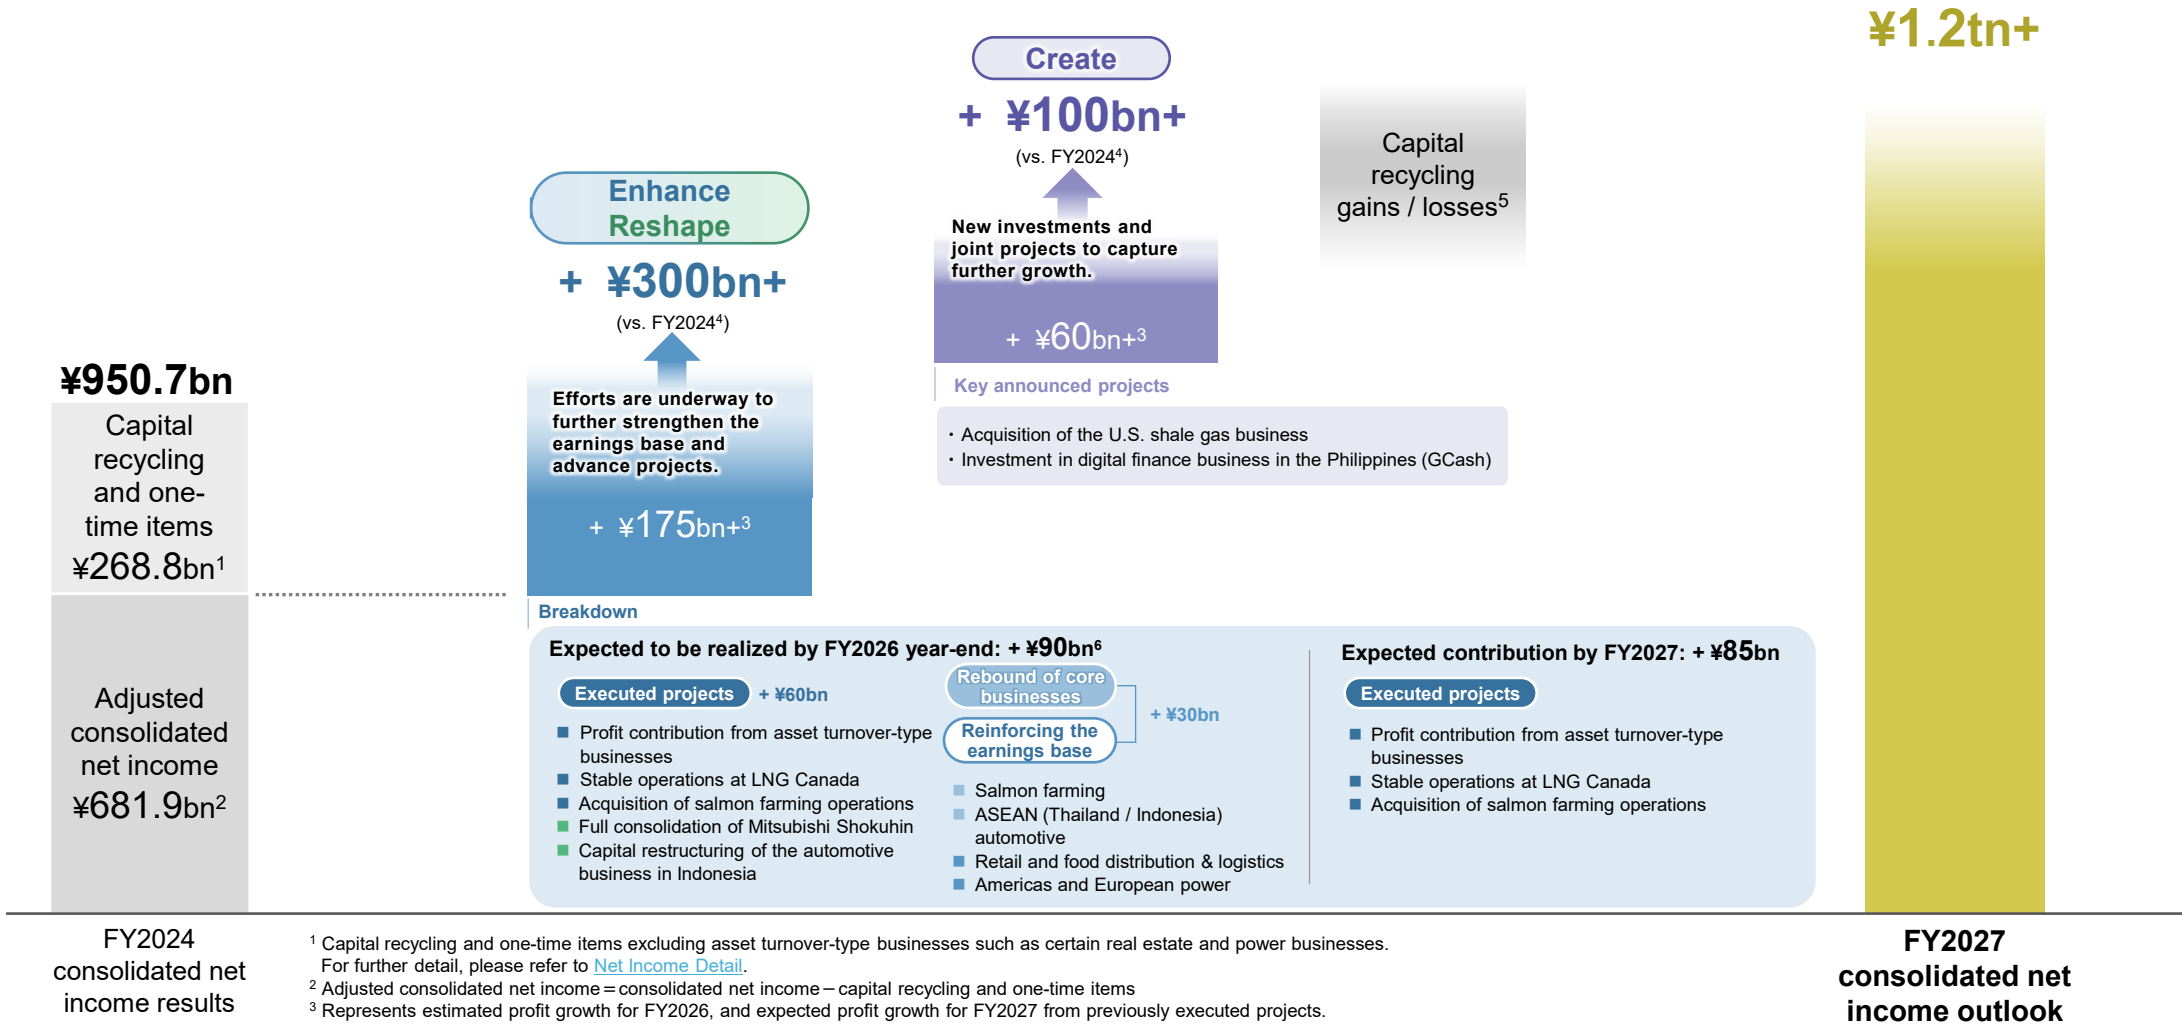 ¥1.2tn+
Create
+ ¥100bn+
(vs. FY2024⁴)
New investments and
joint projects to capture
further growth.
+ ¥60bn+³
Key announced projects
・Acquisition of the U.S. shale gas business
・Investment in digital finance business in the Philippines (GCash)
Capital
recycling
gains / losses⁵
Enhance
Reshape
+ ¥300bn+
(vs. FY2024⁴)
Efforts are underway to
further strengthen the
earnings base and
advance projects.
+ ¥175bn+³
¥950.7bn
Capital
recycling
and one-
time items
¥268.8bn¹
Adjusted
consolidated
net income
¥681.9bn²
Breakdown
Expected to be realized by FY2026 year-end: + ¥90bn⁶
Executed projects + ¥60bn
■ Profit contribution from asset turnover-type
businesses
■ Stable operations at LNG Canada
■ Acquisition of salmon farming operations
■ Full consolidation of Mitsubishi Shokuhin
■ Capital restructuring of the automotive
business in Indonesia
Rebound of core
businesses
Reinforcing the
earnings base
+ ¥30bn
■ Salmon farming
■ ASEAN (Thailand / Indonesia)
automotive
■ Retail and food distribution & logistics
■ Americas and European power
Expected contribution by FY2027: + ¥85bn
Executed projects
■ Profit contribution from asset turnover-type
businesses
■ Stable operations at LNG Canada
■ Acquisition of salmon farming operations
FY2024
consolidated net
income results
¹ Capital recycling and one-time items excluding asset turnover-type businesses such as certain real estate and power businesses.
For further detail, please refer to Net Income Detail.
² Adjusted consolidated net income＝consolidated net income－capital recycling and one-time items
³ Represents estimated profit growth for FY2026, and expected profit growth for FY2027 from previously executed projects.
FY2027
consolidated net
income outlook